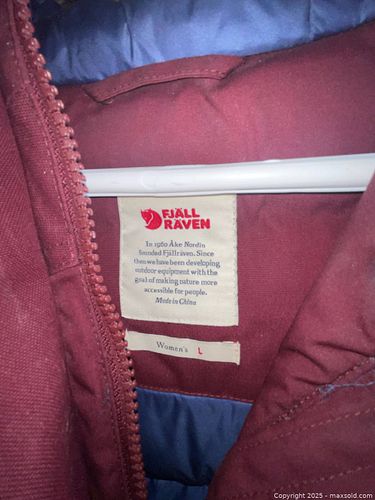 FJÄLL
RÄVEN
In 1960 Åke Nordin
founded Fjällräven. Since
then we have been developing
outdoor equipment with the
goal of making nature more
accessible for people.
Made in China
Women's L
Copyright 2025 - maxsold.com